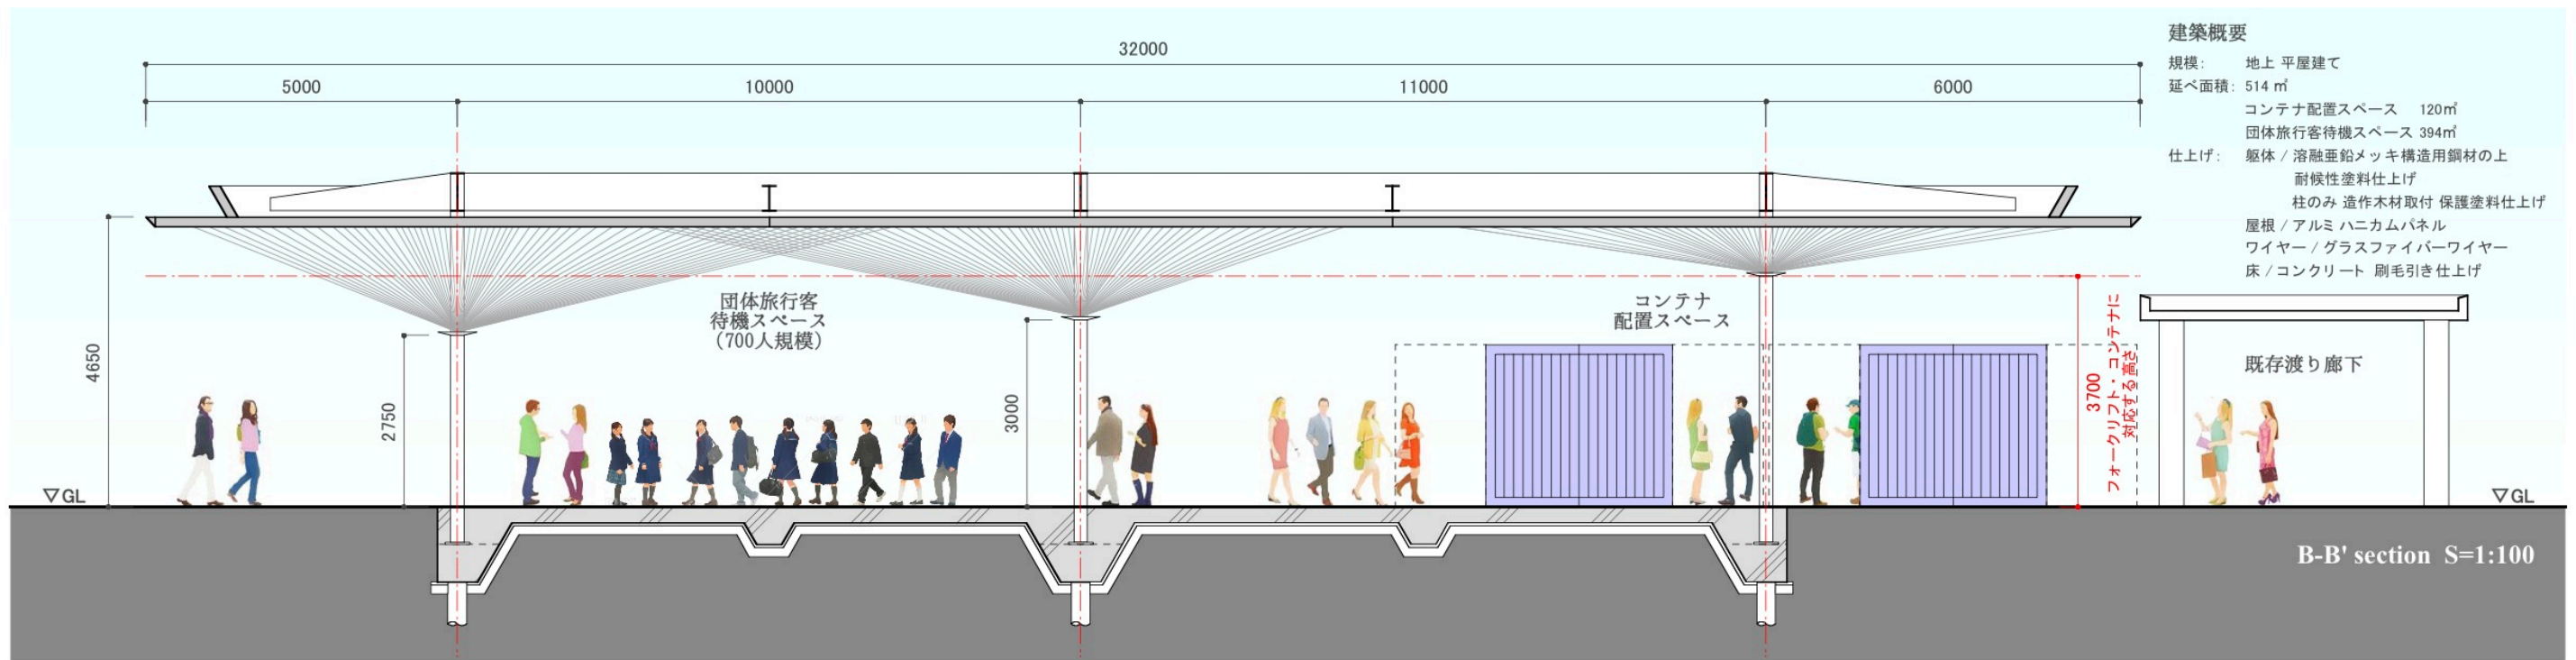 32000
5000
10000
11000
6000
建築概要
規模: 地上 平屋建て
延べ面積: 514 ㎡
コンテナ配置スペース 120㎡
団体旅行客待機スペース 394㎡
仕上げ: 躯体 / 溶融亜鉛メッキ構造用鋼材の上
耐候性塗料仕上げ
柱のみ 造作木材取付 保護塗料仕上げ
屋根 / アルミ ハニカムパネル
ワイヤー / グラスファイバーワイヤー
床 / コンクリート 刷毛引き仕上げ
4650
2750
団体旅行客
待機スペース
(700人規模)
3000
コンテナ
配置スペース
3700
フォークリフト・コンテナに
対応する高さ
既存渡り廊下
▽GL
▽GL
B-B' section S=1:100